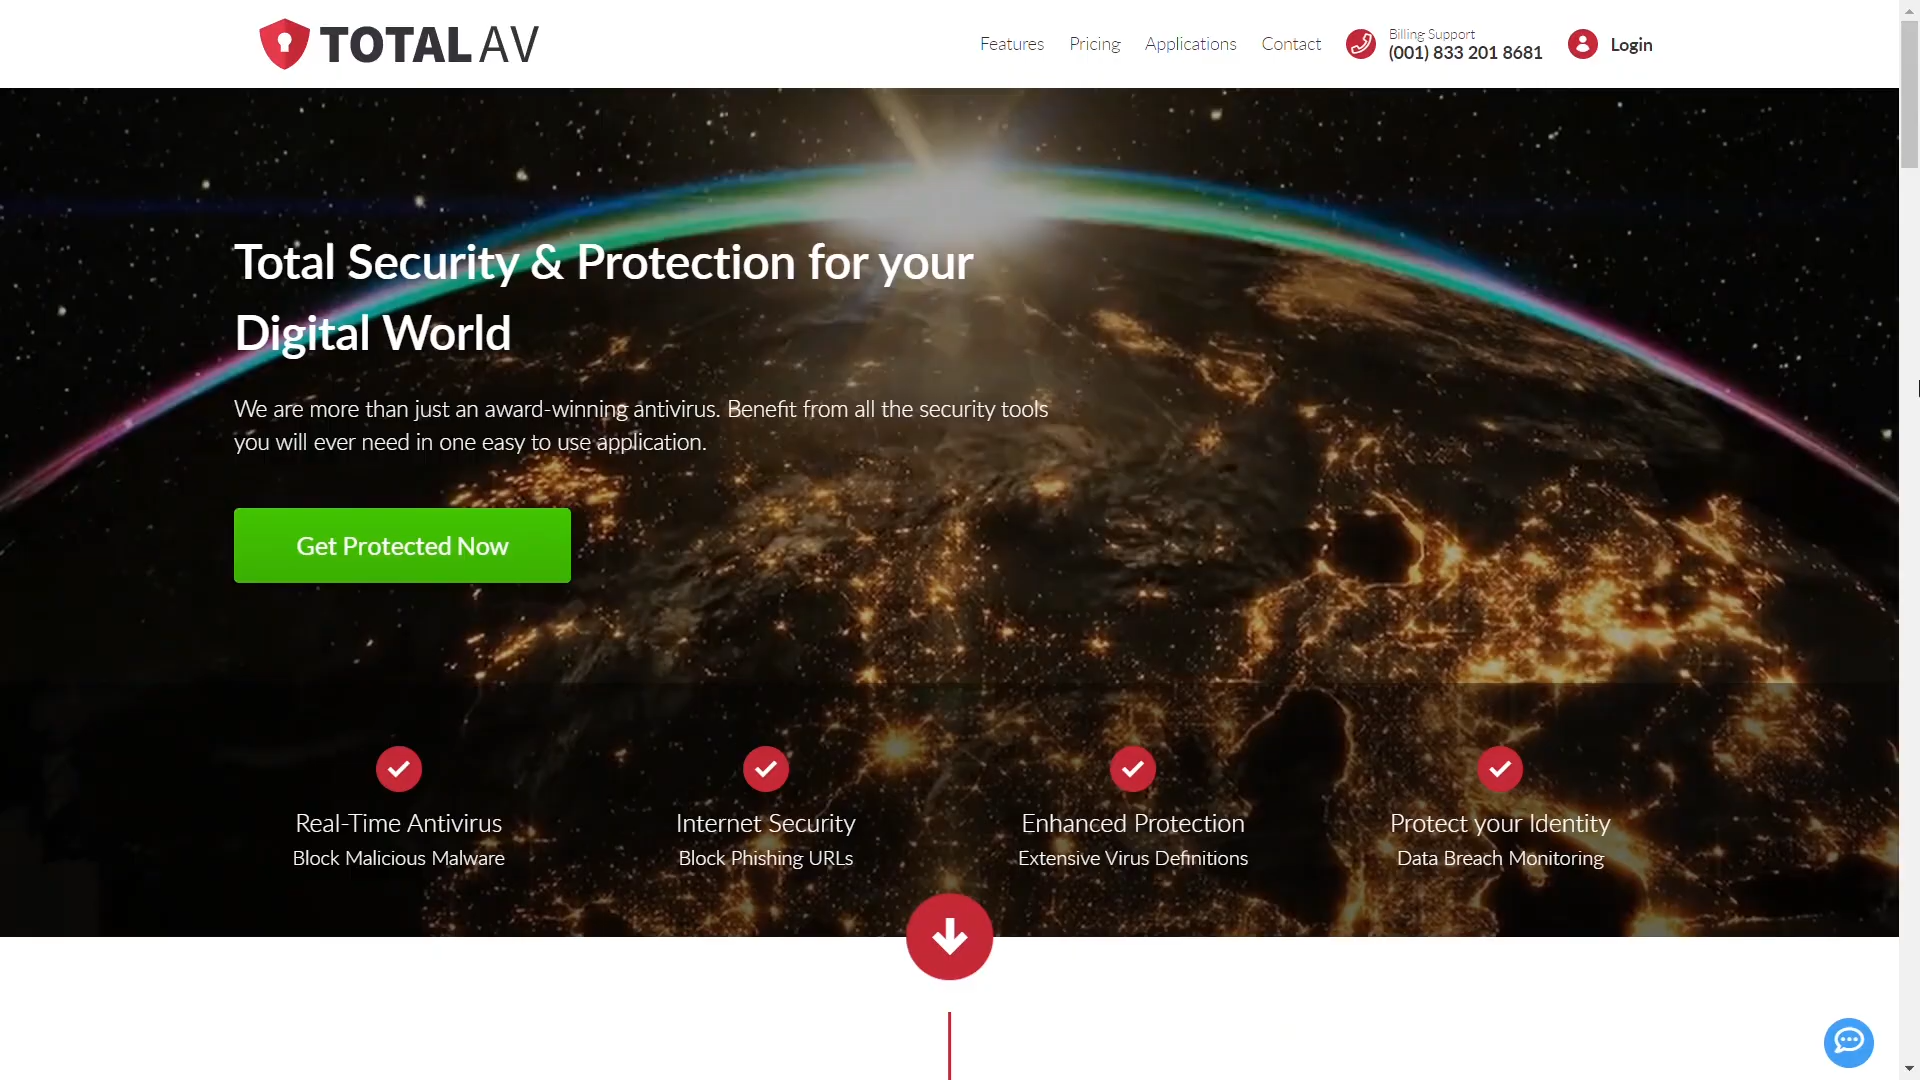 TOTAL AV
Features
Pricing
Applications
Contact
Billing Support
(001) 833 201 8681
Login
Total Security & Protection for your
Digital World
We are more than just an award-winning antivirus. Benefit from all the security tools
you will ever need in one easy to use application.
Get Protected Now
Real-Time Antivirus
Block Malicious Malware
Internet Security
Block Phishing URLs
Enhanced Protection
Extensive Virus Definitions
Protect your Identity
Data Breach Monitoring